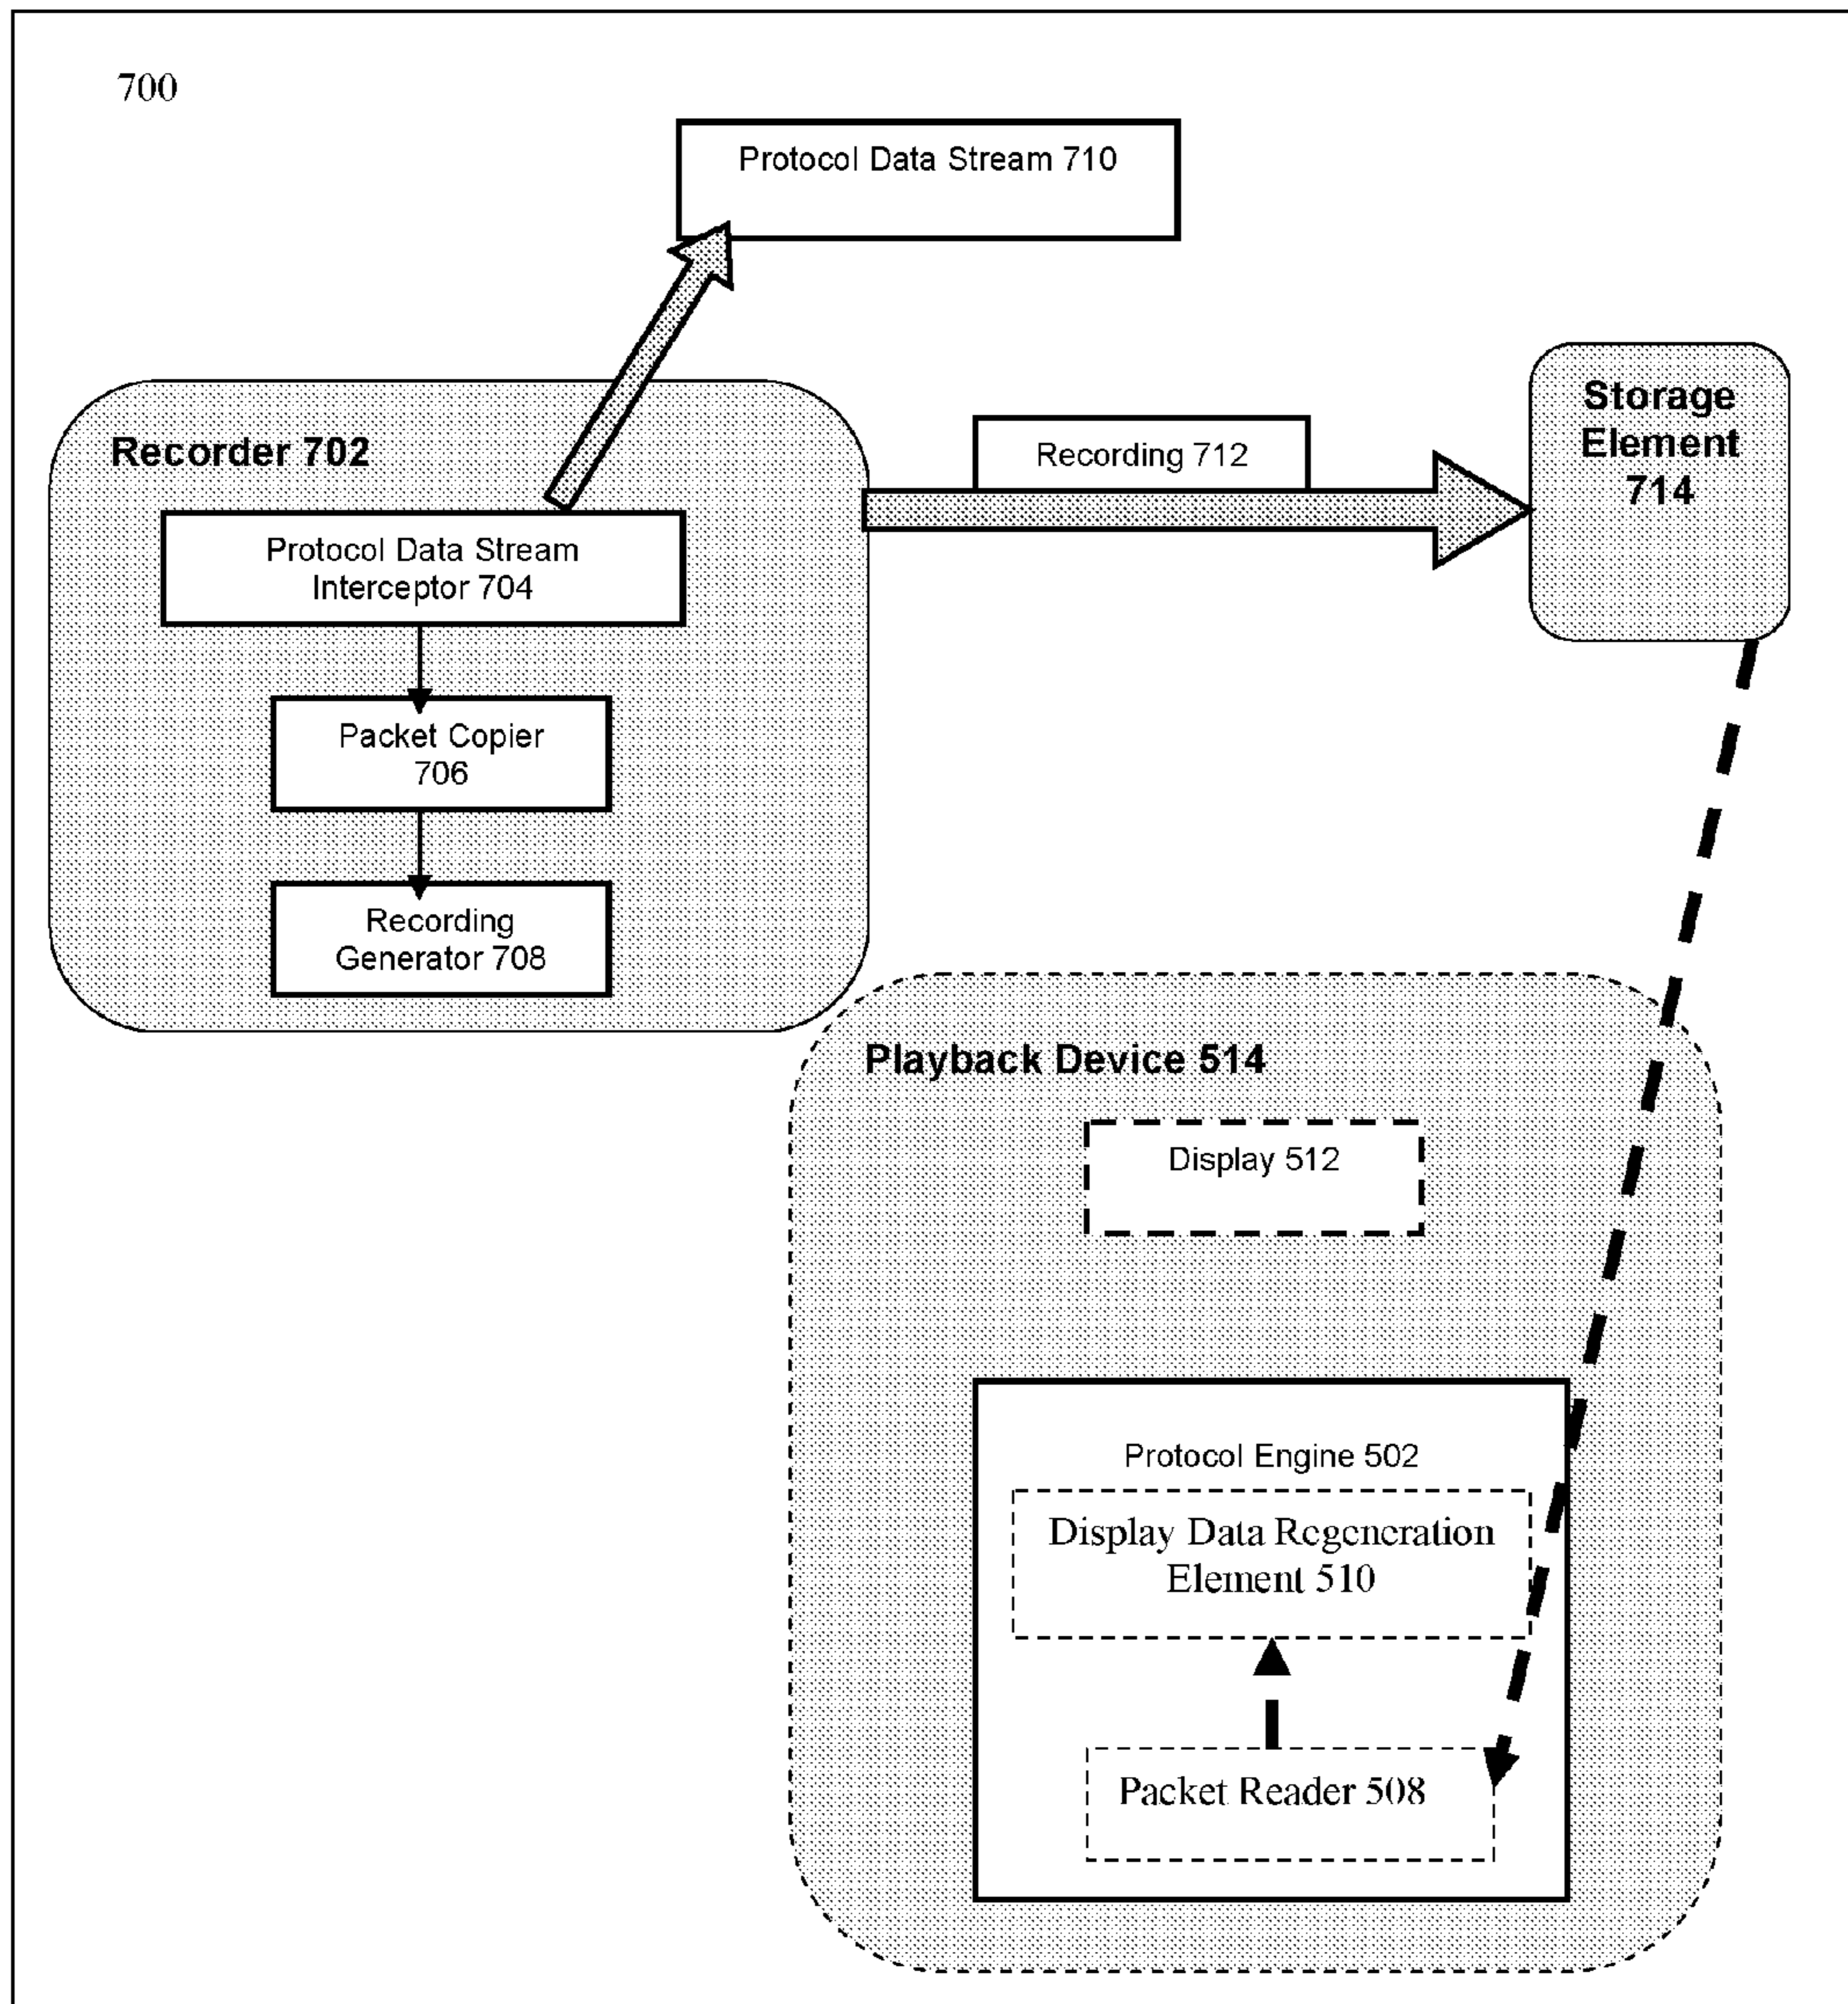 700
Protocol Data Stream 710
Recorder 702
Recording 712
Storage
Element
714
Protocol Data Stream
Interceptor 704
Packet Copier
706
Recording
Generator 708
Playback Device 514
Display 512
Protocol Engine 502
Display Data Regeneration
Element 510
Packet Reader 508